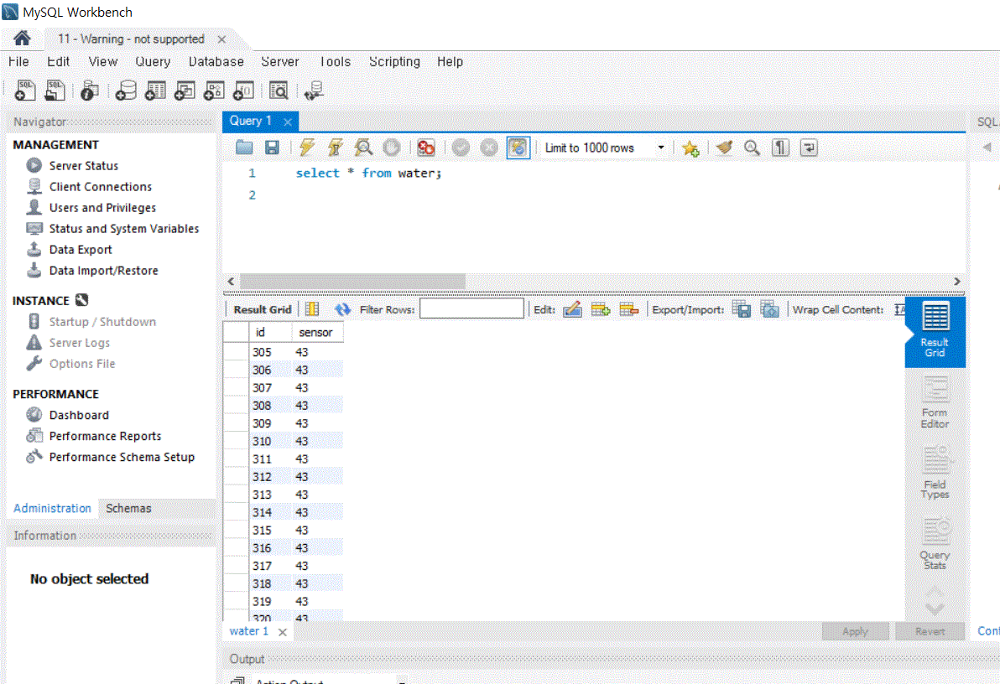 MySQL Workbench
11 - Warning - not supported
File Edit View Query Database Server Tools Scripting Help
Navigator
MANAGEMENT
Server Status
Client Connections
Users and Privileges
Status and System Variables
Data Export
Data Import/Restore
INSTANCE
Startup / Shutdown
Server Logs
Options File
PERFORMANCE
Dashboard
Performance Reports
Performance Schema Setup
Administration Schemas
Information
No object selected
Query 1
Limit to 1000 rows
1 select * from water;
2
Result Grid Filter Rows: Edit: Export/Import: Wrap Cell Content:
id sensor
305 43
306 43
307 43
308 43
309 43
310 43
311 43
312 43
313 43
314 43
315 43
316 43
317 43
318 43
319 43
320 43
Result
Grid
Form
Editor
Field
Types
Query
Stats
water 1
Apply Revert
Output
Action Output
SQL
Cont